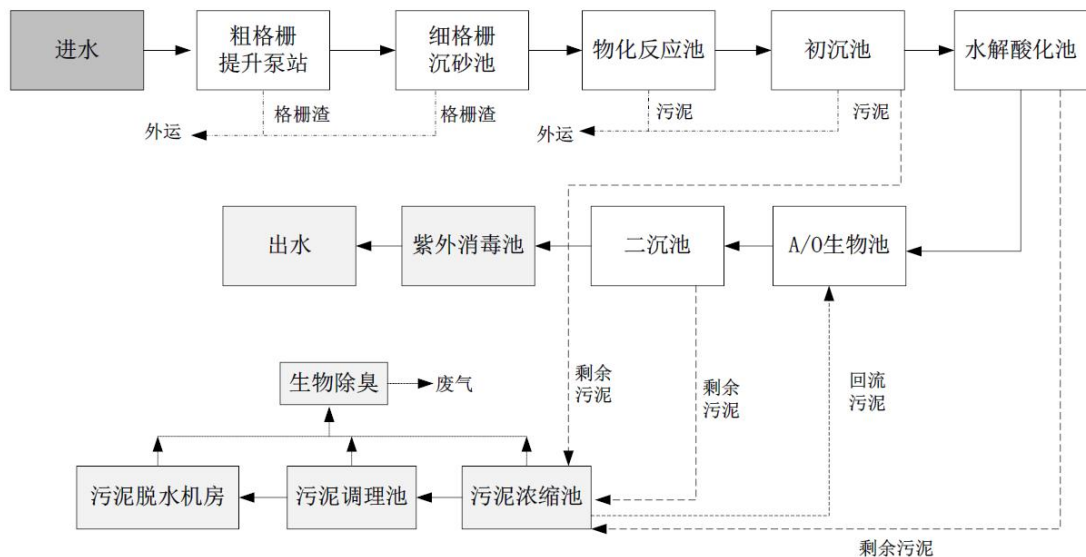 进水
粗格栅
提升泵站
细格栅
沉砂池
物化反应池
初沉池
水解酸化池
格栅渣
格栅渣
污泥
污泥
外运
外运
出水
紫外消毒池
二沉池
A/O生物池
生物除臭
废气
剩余
污泥
剩余
污泥
回流
污泥
污泥脱水机房
污泥调理池
污泥浓缩池
剩余污泥